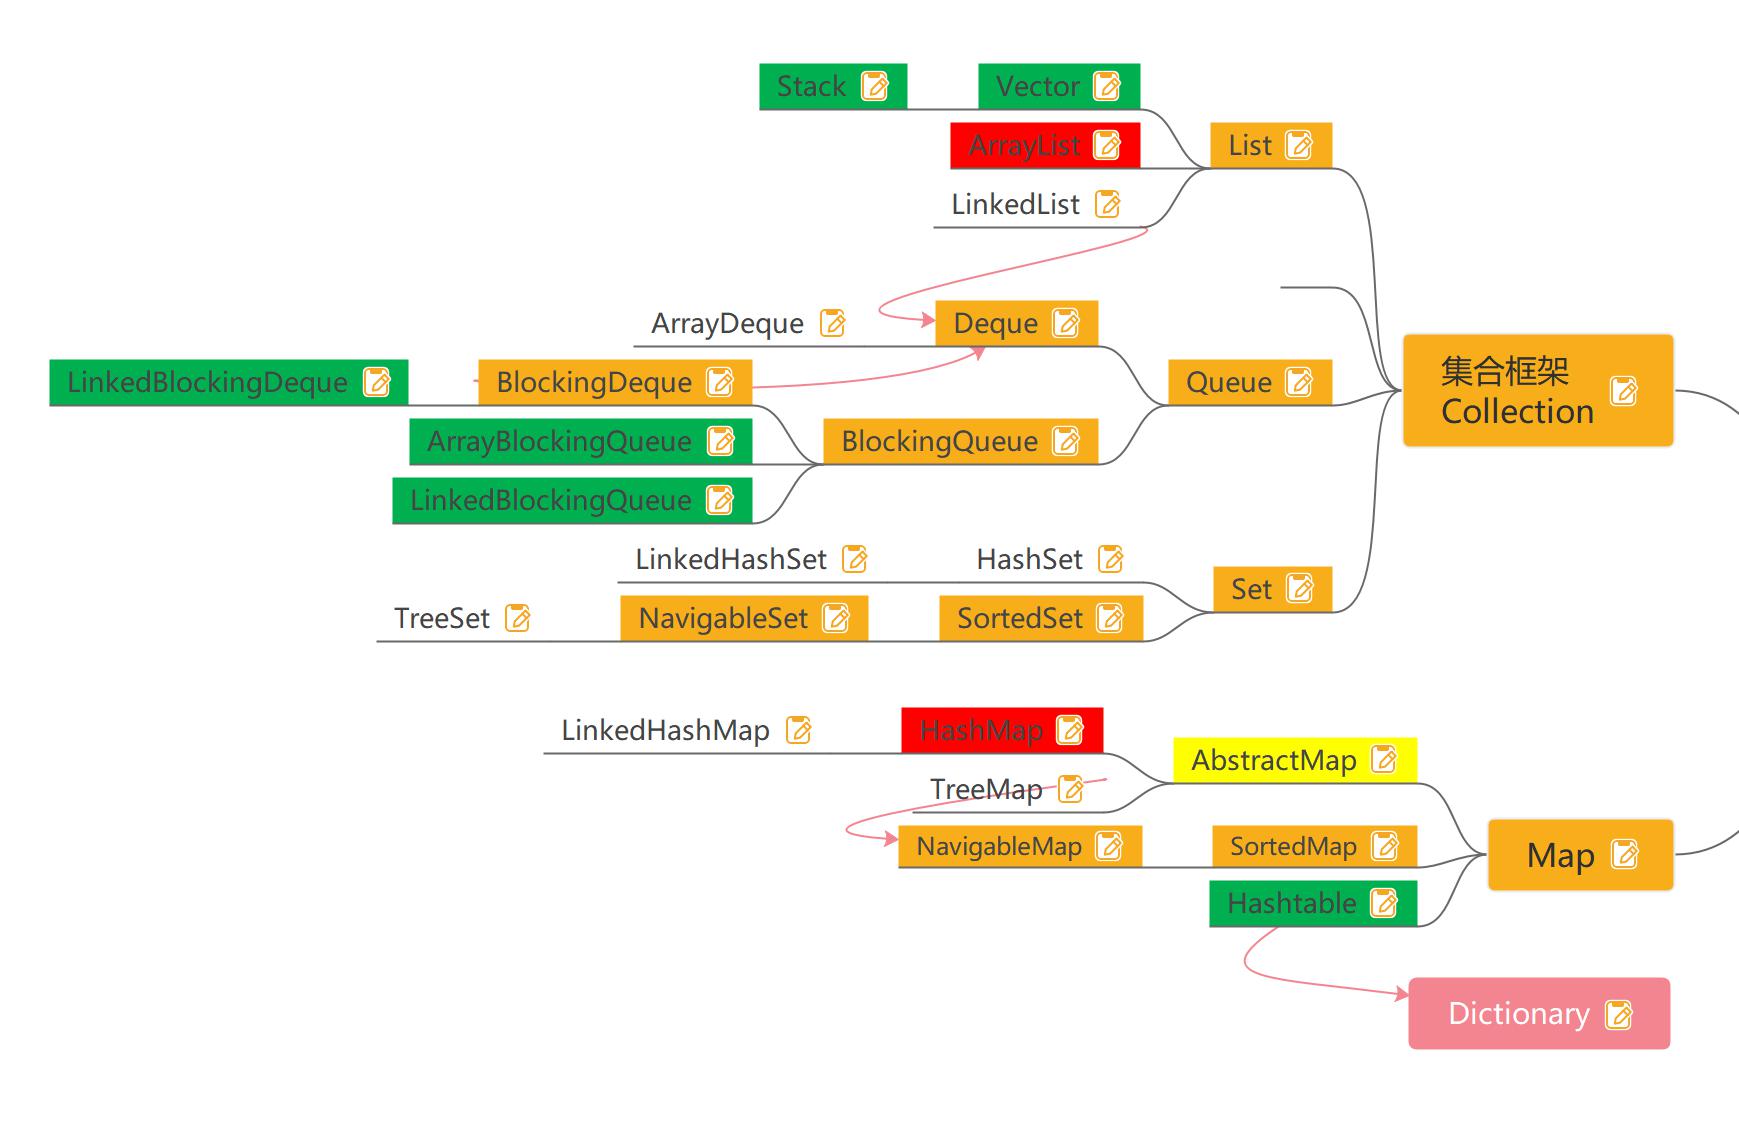 Stack
Vector
ArrayList
List
LinkedList
ArrayDeque
Deque
LinkedBlockingDeque
BlockingDeque
Queue
集合框架
Collection
ArrayBlockingQueue
BlockingQueue
LinkedBlockingQueue
LinkedHashSet
HashSet
Set
TreeSet
NavigableSet
SortedSet
LinkedHashMap
HashMap
AbstractMap
TreeMap
NavigableMap
SortedMap
Map
Hashtable
Dictionary